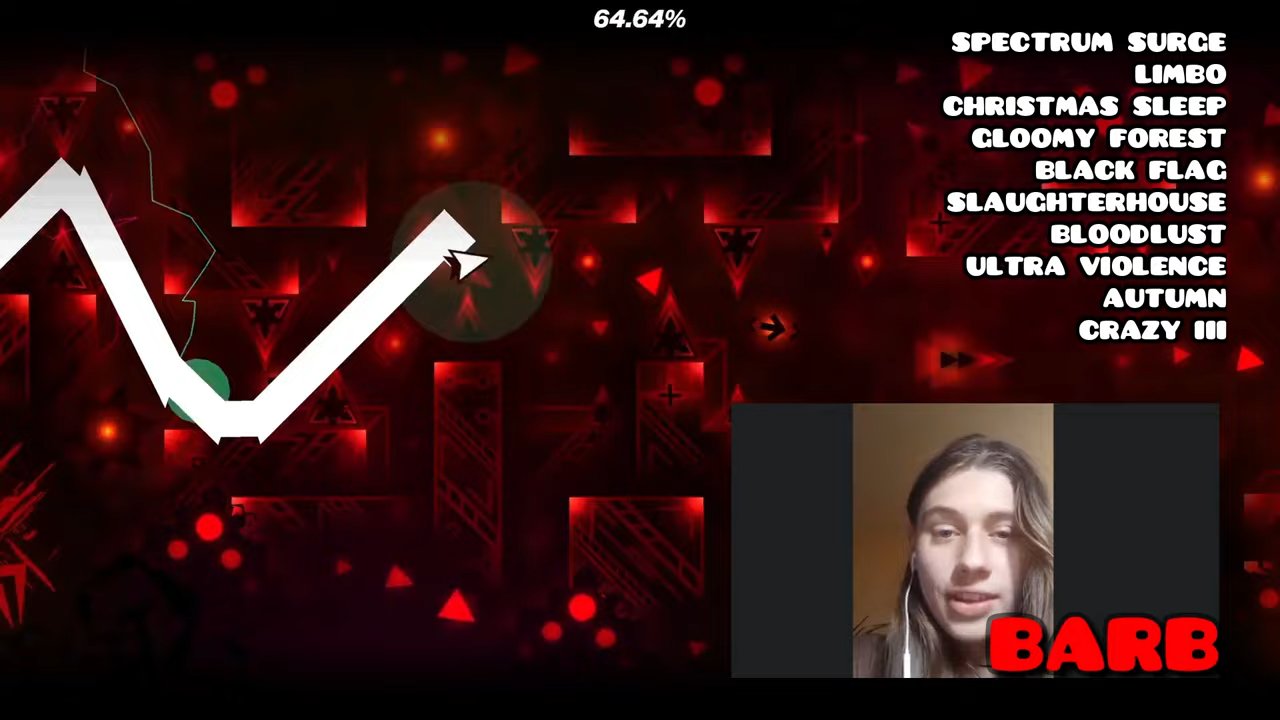 64.64%
SPECTRUM SURGE
LIMBO
CHRISTMAS SLEEP
GLOOMY FOREST
BLACK FLAG
SLAUGHTERHOUSE
BLOODLUST
ULTRA VIOLENCE
AUTUMN
CRAZY III
BARB